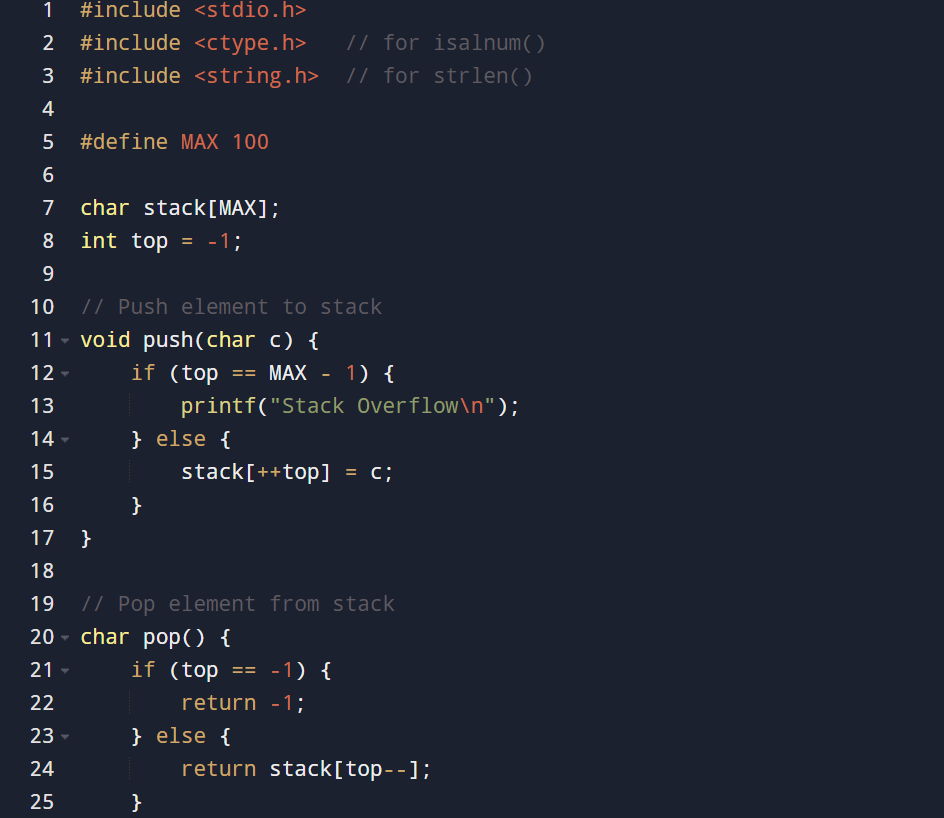 1 #include <stdio.h>
2 #include <ctype.h>   // for isalnum()
3 #include <string.h>  // for strlen()
4
5 #define MAX 100
6
7 char stack[MAX];
8 int top = -1;
9
10 // Push element to stack
11 void push(char c) {
12     if (top == MAX - 1) {
13         printf("Stack Overflow\n");
14     } else {
15         stack[++top] = c;
16     }
17 }
18
19 // Pop element from stack
20 char pop() {
21     if (top == -1) {
22         return -1;
23     } else {
24         return stack[top--];
25     }